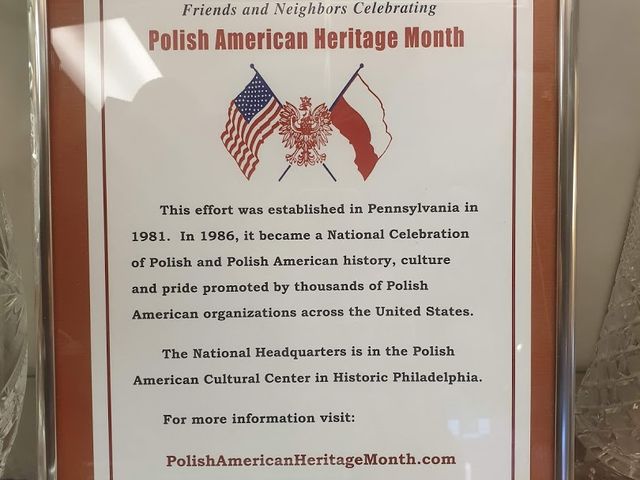 Friends and Neighbors Celebrating
Polish American Heritage Month
This effort was established in Pennsylvania in
1981. In 1986, it became a National Celebration
of Polish and Polish American history, culture
and pride promoted by thousands of Polish
American organizations across the United States.
The National Headquarters is in the Polish
American Cultural Center in Historic Philadelphia.
For more information visit:
PolishAmericanHeritageMonth.com